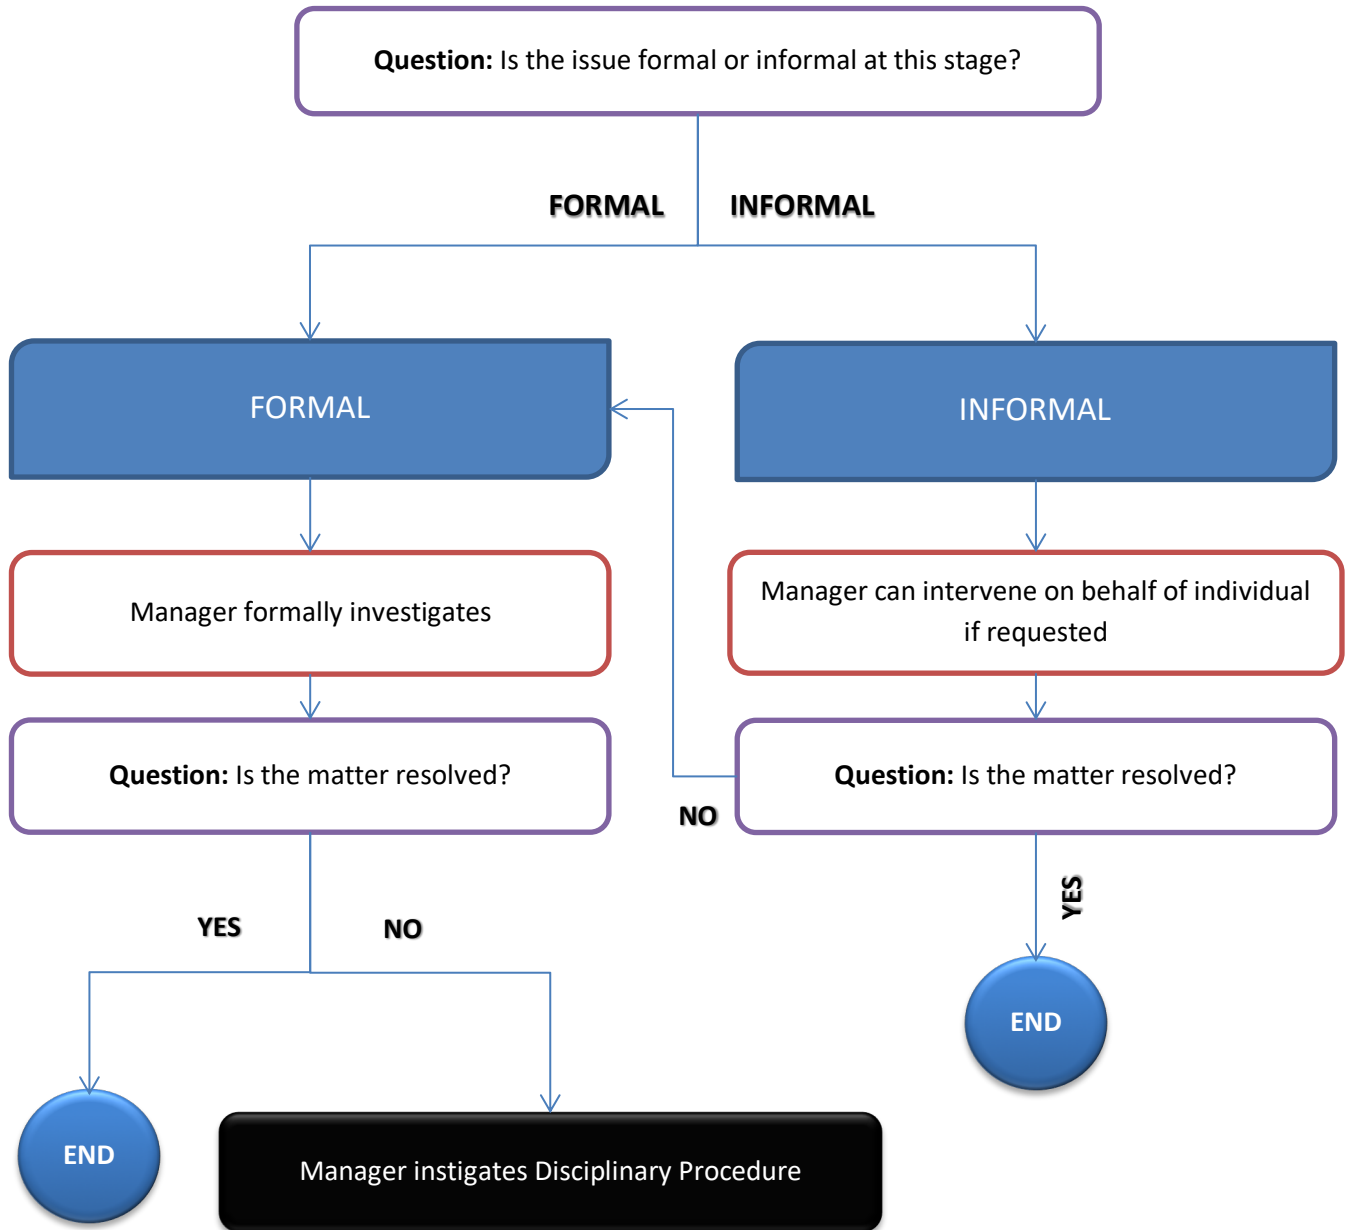 Question: Is the issue formal or informal at this stage?
FORMAL
INFORMAL
FORMAL
INFORMAL
Manager formally investigates
Manager can intervene on behalf of individual
if requested
Question: Is the matter resolved?
Question: Is the matter resolved?
NO
YES
NO
YES
END
END
Manager instigates Disciplinary Procedure